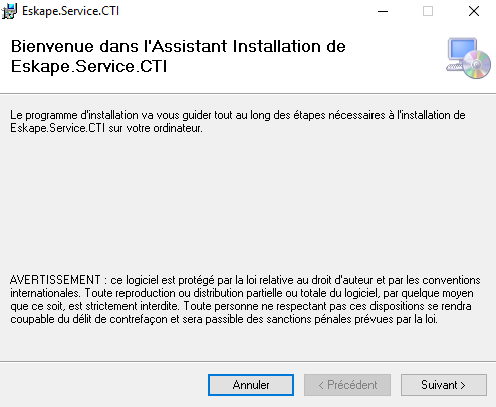 Eskape.Service.CTI
Bienvenue dans l'Assistant Installation de
Eskape.Service.CTI
Le programme d'installation va vous guider tout au long des étapes nécessaires à l'installation de
Eskape.Service.CTI sur votre ordinateur.
AVERTISSEMENT : ce logiciel est protégé par la loi relative au droit d'auteur et par les conventions
internationales. Toute reproduction ou distribution partielle ou totale du logiciel, par quelque moyen
que ce soit, est strictement interdite. Toute personne ne respectant pas ces dispositions se rendra
coupable du délit de contrefaçon et sera passible des sanctions pénales prévues par la loi.
Annuler < Précédent Suivant >